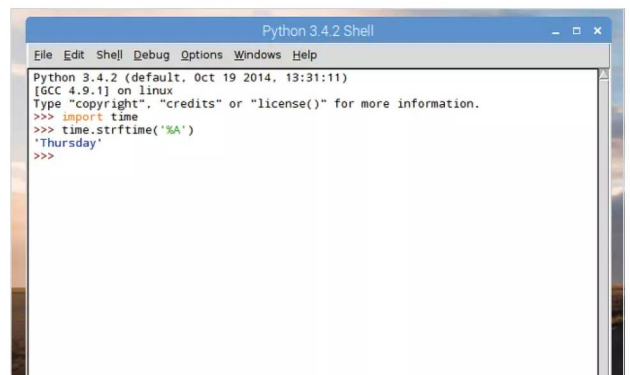 Python 3.4.2 Shell
File Edit Shell Debug Options Windows Help
Python 3.4.2 (default, Oct 19 2014, 13:31:11)
[GCC 4.9.1] on linux
Type "copyright", "credits" or "license()" for more information.
>>> import time
>>> time.strftime('%A')
'Thursday'
>>>